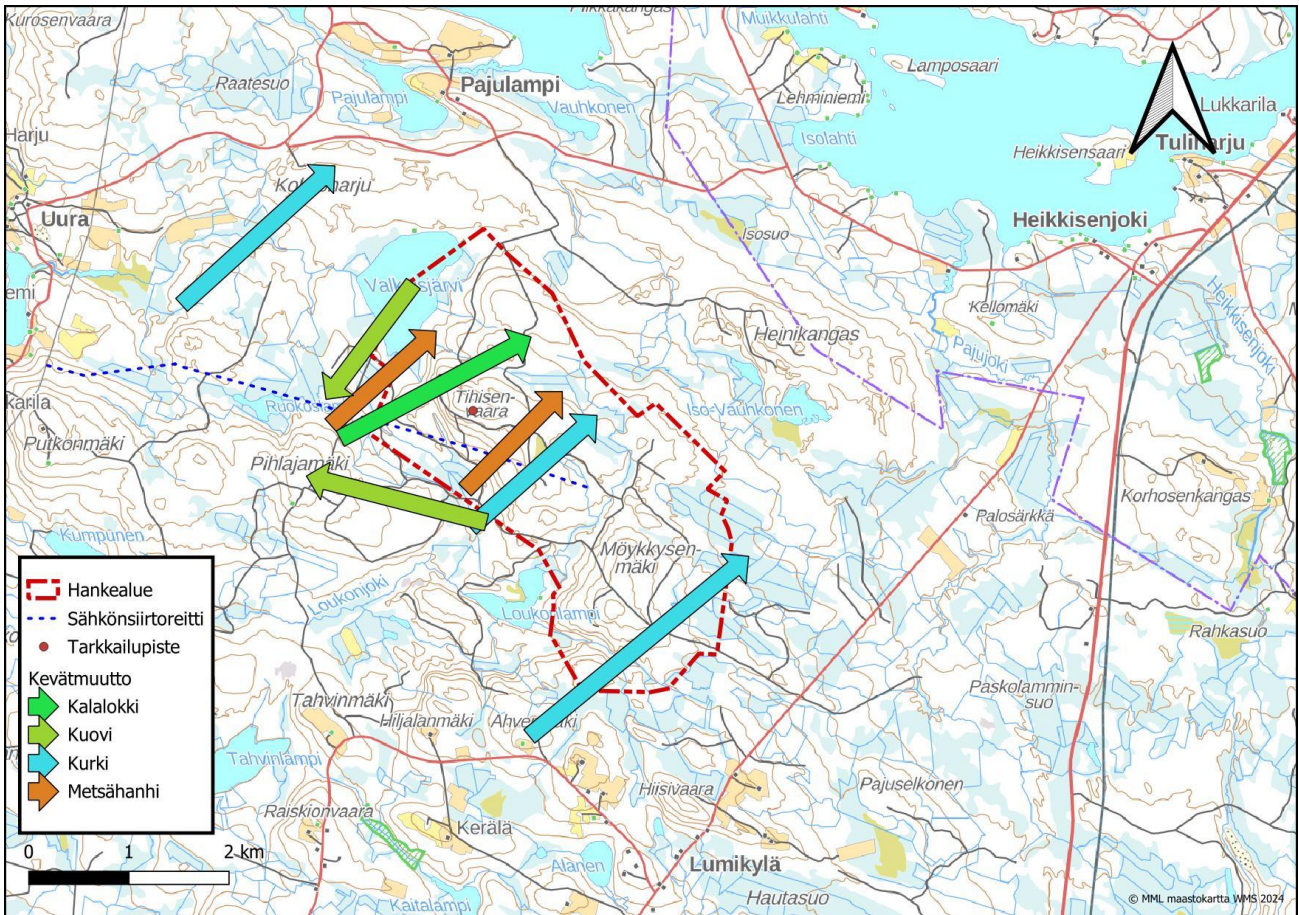 Kurosenvaara
Muikkulahti
Raatesuo
Pajulampi
Pajulampi
Vauhkonen
Lamposaari
Lehminiemi
Isolahti
Lukkarila
Harju
Heikkisensaari
Uura
Heikkisenjoki
Isosuo
Kellomäki
Heikkisenjoki
Heinikangas
Pajujoki
Tihisen-
vaara
Iso-Vauhkonen
Putkonmäki
Pihlajamäki
Korhosenkangas
Palosärkkä
Kumpunen
Möykkysen-
mäki
Loukonjoki
Loukonlampi
Rahkasuo
Hankealue
Sähkönsiirtoreitti
Tarkkailupiste
Kevätmuutto
Kalalokki
Kuovi
Kurki
Metsähanhi
Tahvinmäki
Hiljalanmäki
Paskolammin-
suo
Tahvinlampi
Hiisivaara
Pajuselkonen
Raiskionvaara
Kerälä
0 1 2 km
Alanen
Lumikylä
Hautasuo
Kaitalampi
© MML maastokartta WMS 2024